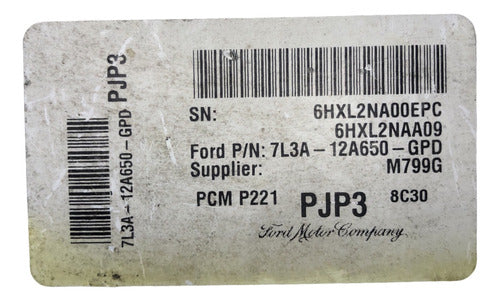 7L3A-12A650-GPD PJP3
SN: 6HXL2NA00EPC
6HXL2NAA09
Ford P/N: 7L3A-12A650-GPD
Supplier: M799G
PCM P221 PJP3 8C30
Ford Motor Company